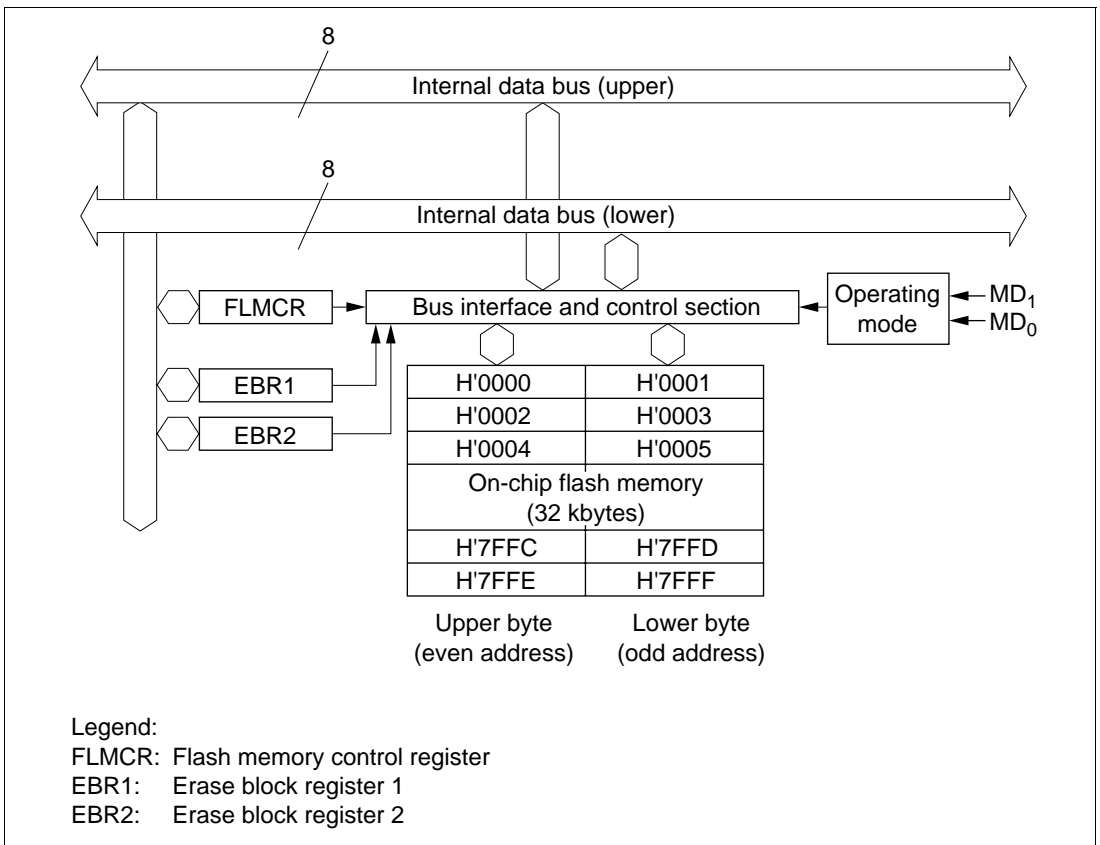 8
Internal data bus (upper)
8
Internal data bus (lower)
FLMCR
Bus interface and control section
Operating
mode
MD1
MD0
EBR1
EBR2
H'0000
H'0001
H'0002
H'0003
H'0004
H'0005
On-chip flash memory
(32 kbytes)
H'7FFC
H'7FFD
H'7FFE
H'7FFF
Upper byte
(even address)
Lower byte
(odd address)
Legend:
FLMCR: Flash memory control register
EBR1: Erase block register 1
EBR2: Erase block register 2